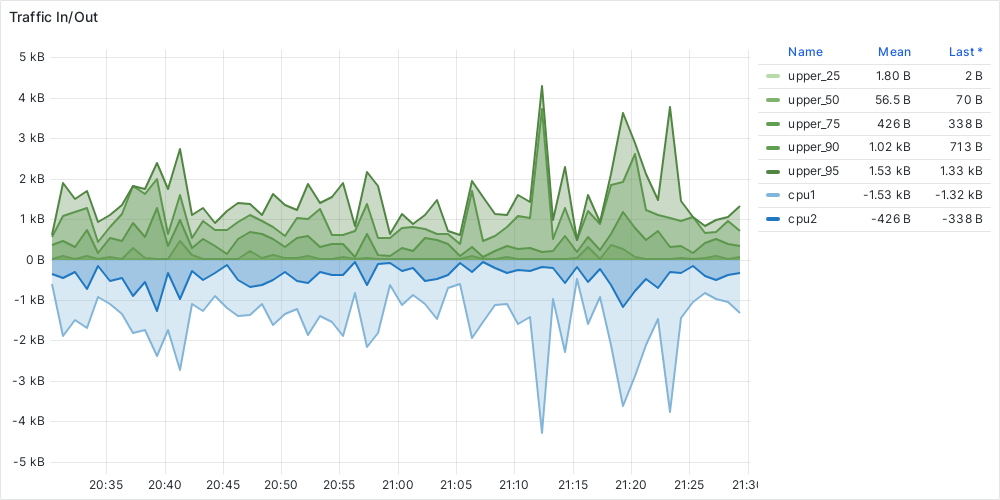 Traffic In/Out
5 kB
4 kB
3 kB
2 kB
1 kB
0 B
-1 kB
-2 kB
-3 kB
-4 kB
-5 kB
20:35 20:40 20:45 20:50 20:55 21:00 21:05 21:10 21:15 21:20 21:25 21:30
Name Mean Last *
upper_25 1.80 B 2 B
upper_50 56.5 B 70 B
upper_75 426 B 338 B
upper_90 1.02 kB 713 B
upper_95 1.53 kB 1.33 kB
cpu1 -1.53 kB -1.32 kB
cpu2 -426 B -338 B